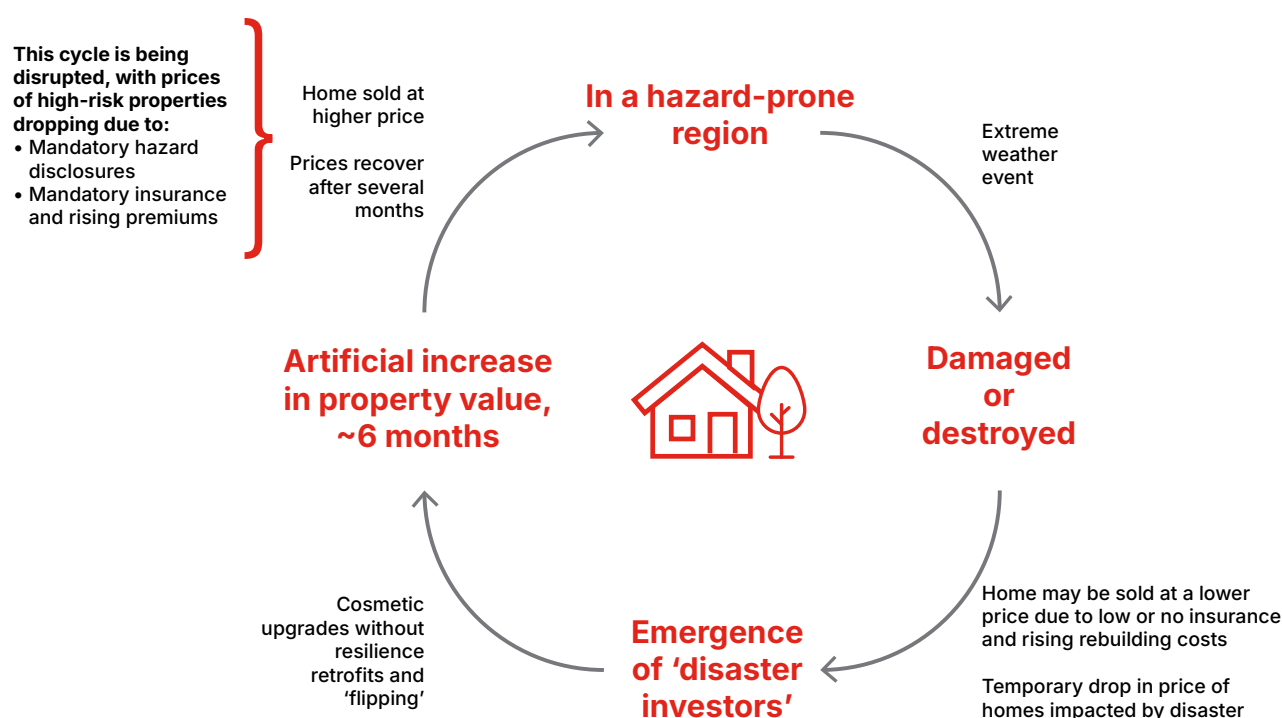 This cycle is being
disrupted, with prices
of high-risk properties
dropping due to:
• Mandatory hazard
disclosures
• Mandatory insurance
and rising premiums
Home sold at
higher price
Prices recover
after several
months
In a hazard-prone
region
Extreme
weather
event
Damaged
or
destroyed
Home may be sold at a lower
price due to low or no insurance
and rising rebuilding costs
Temporary drop in price of
homes impacted by disaster
Emergence
of ‘disaster
investors’
Cosmetic
upgrades without
resilience
retrofits and
‘flipping’
Artificial increase
in property value,
~6 months